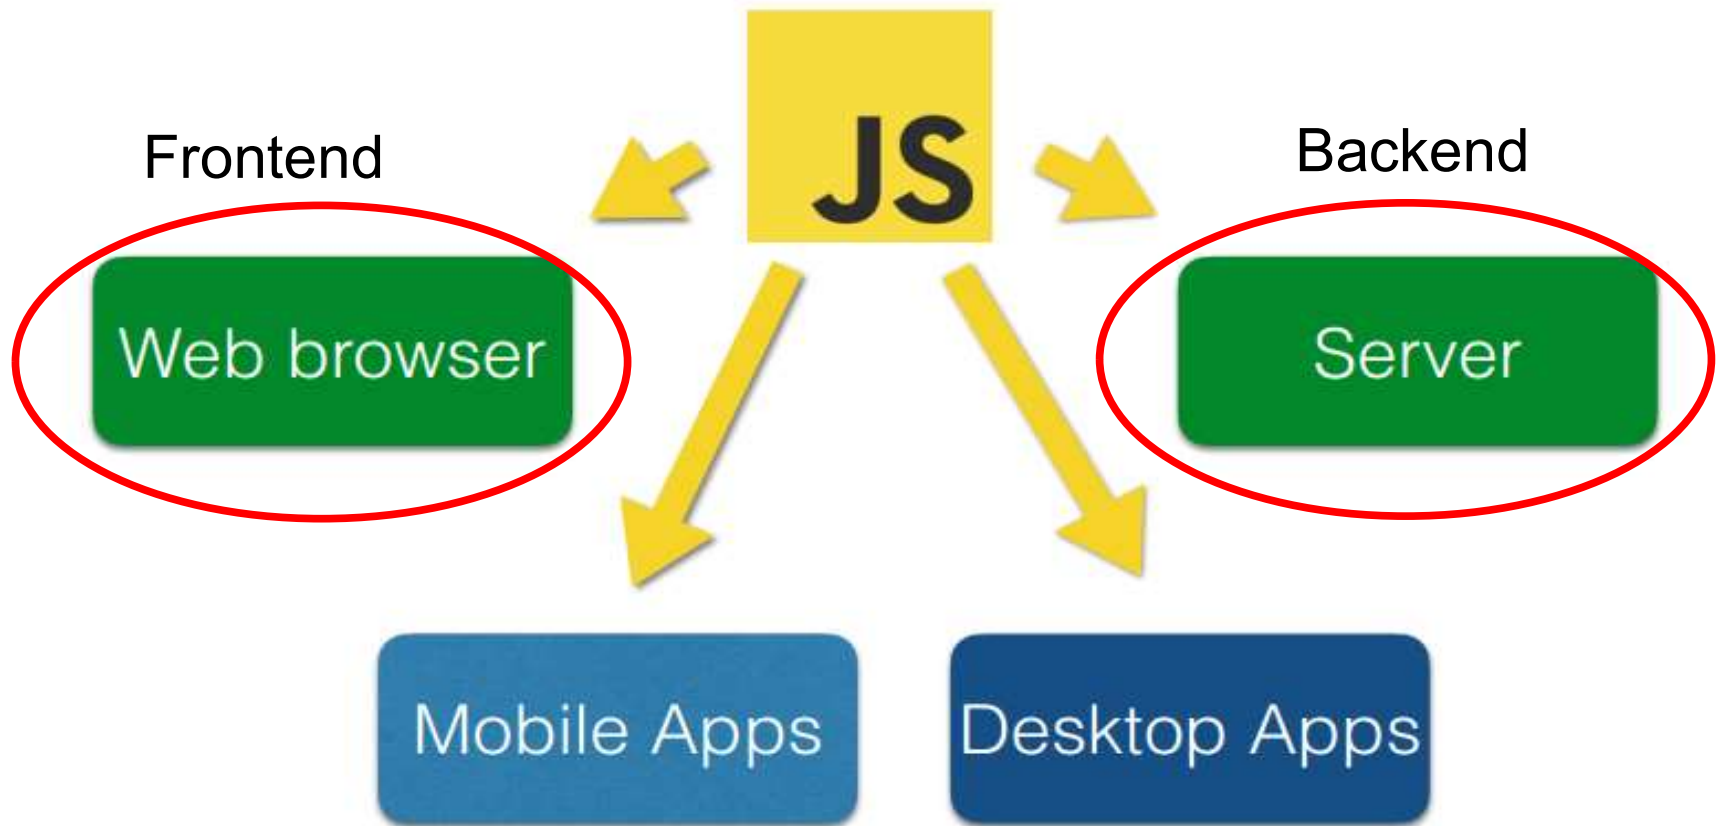 JS
Frontend
Backend
Web browser
Server
Mobile Apps
Desktop Apps